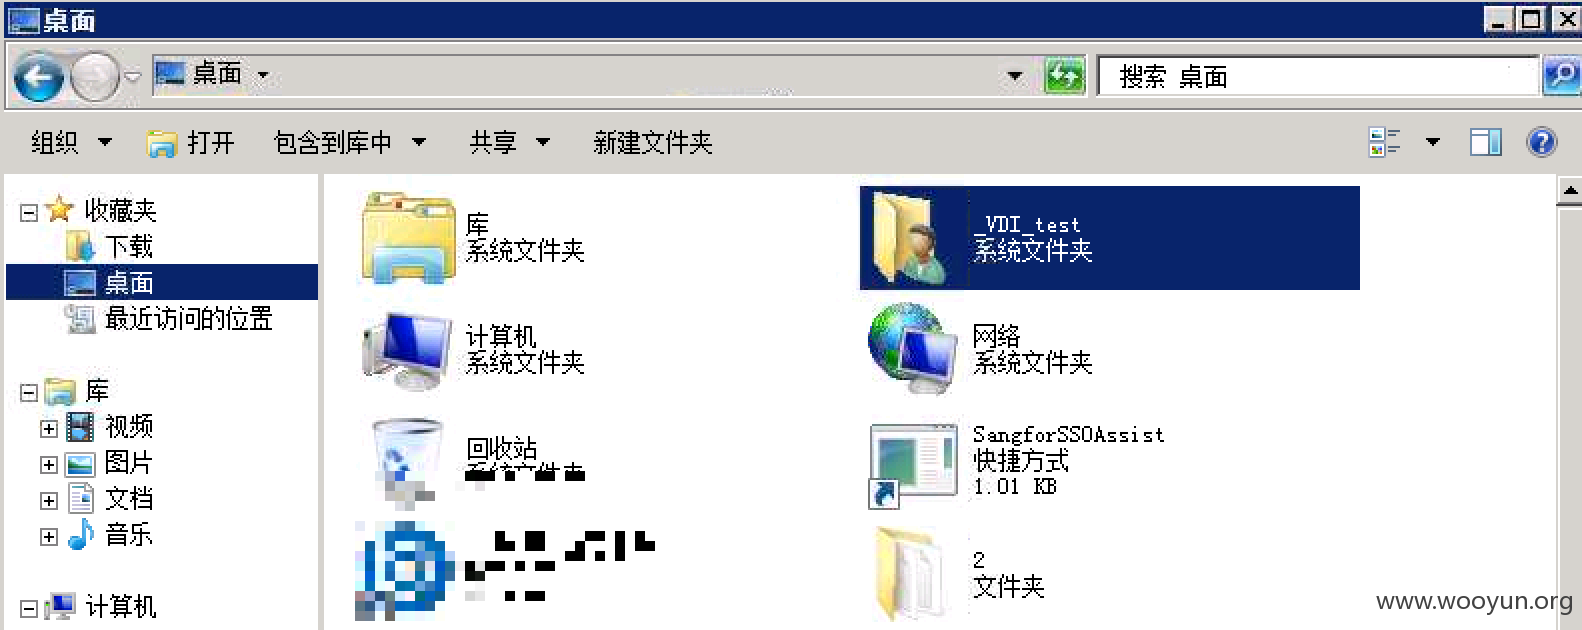 桌面
桌面
搜索 桌面
组织 打开 包含到库中 共享 新建文件夹
收藏夹
下载
桌面
最近访问的位置
库
视频
图片
文档
音乐
计算机
库
系统文件夹
_VDI_test
系统文件夹
计算机
系统文件夹
网络
系统文件夹
回收站
系统文件夹
SangforSSOAssist
快捷方式
1.01 KB
2
文件夹
www.wooyun.org